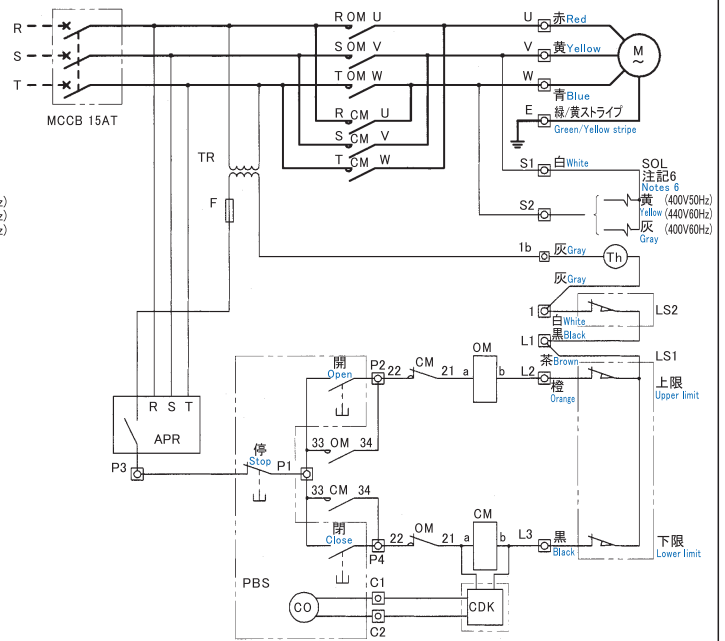 R
S
T
MCCB 15AT
R OM U
S OM V
T OM W
R CM U
S CM V
T CM W
U 赤Red
V 黄Yellow
W
青Blue
E 緑/黄ストライプ
Green/Yellow stripe
M
~
TR
F
z)
z)
z)
S1 白White
SOL
注記6
Notes 6
黄 (400V50Hz)
Yellow (440V60Hz)
灰 (400V60Hz)
Gray
S2
1b 灰Gray
Th
灰Gray
1
白White
LS2
L1 黒Black
LS1
茶Brown
開
Open
P2 22 CM 21 a OM b L2
橙
Orange
上限
Upper limit
R S T
APR
P3
停
Stop
P1
33 OM 34
33 CM 34
閉
Close
P4
22 OM 21 a CM b L3 黒
Black
下限
Lower limit
PBS
CO
C1
C2
CDK